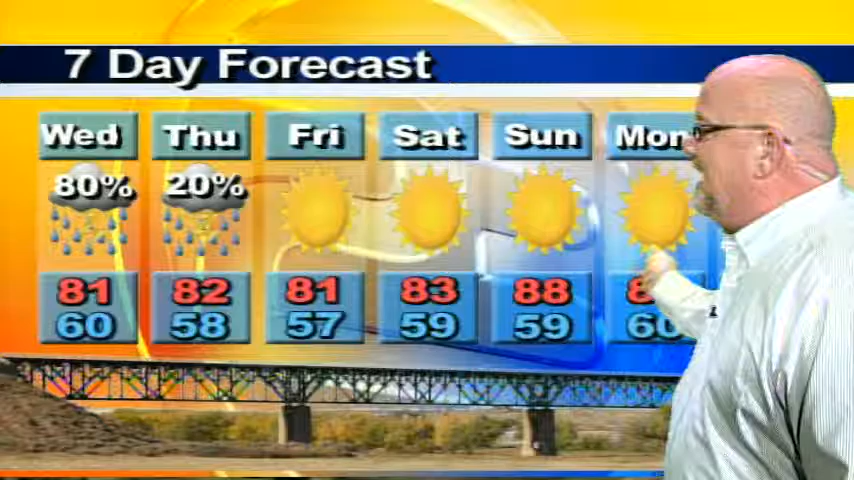 7 Day Forecast
Wed Thu Fri Sat Sun Mon
80% 20%
81 82 81 83 88
60 58 57 59 59 60